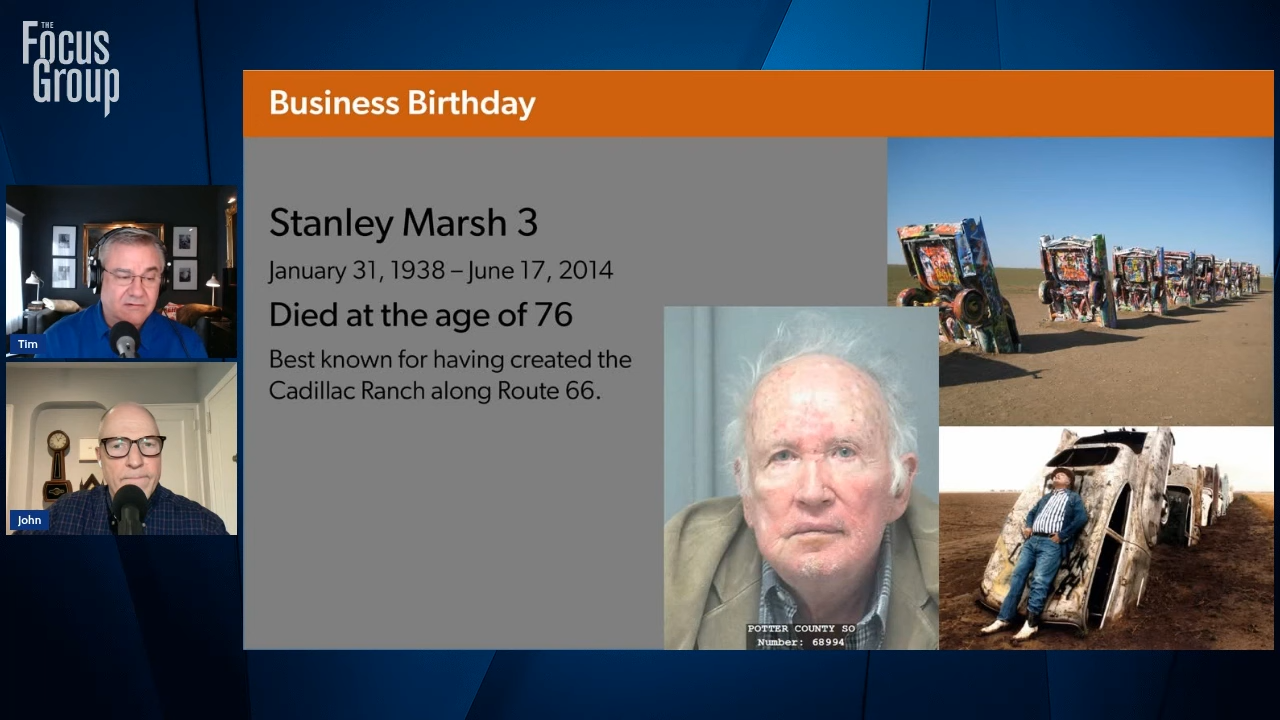 THE
Focus
Group
Business Birthday
Stanley Marsh 3
January 31, 1938 – June 17, 2014
Died at the age of 76
Best known for having created the
Cadillac Ranch along Route 66.
Tim
John
POTTER COUNTY SO
Number: 68994